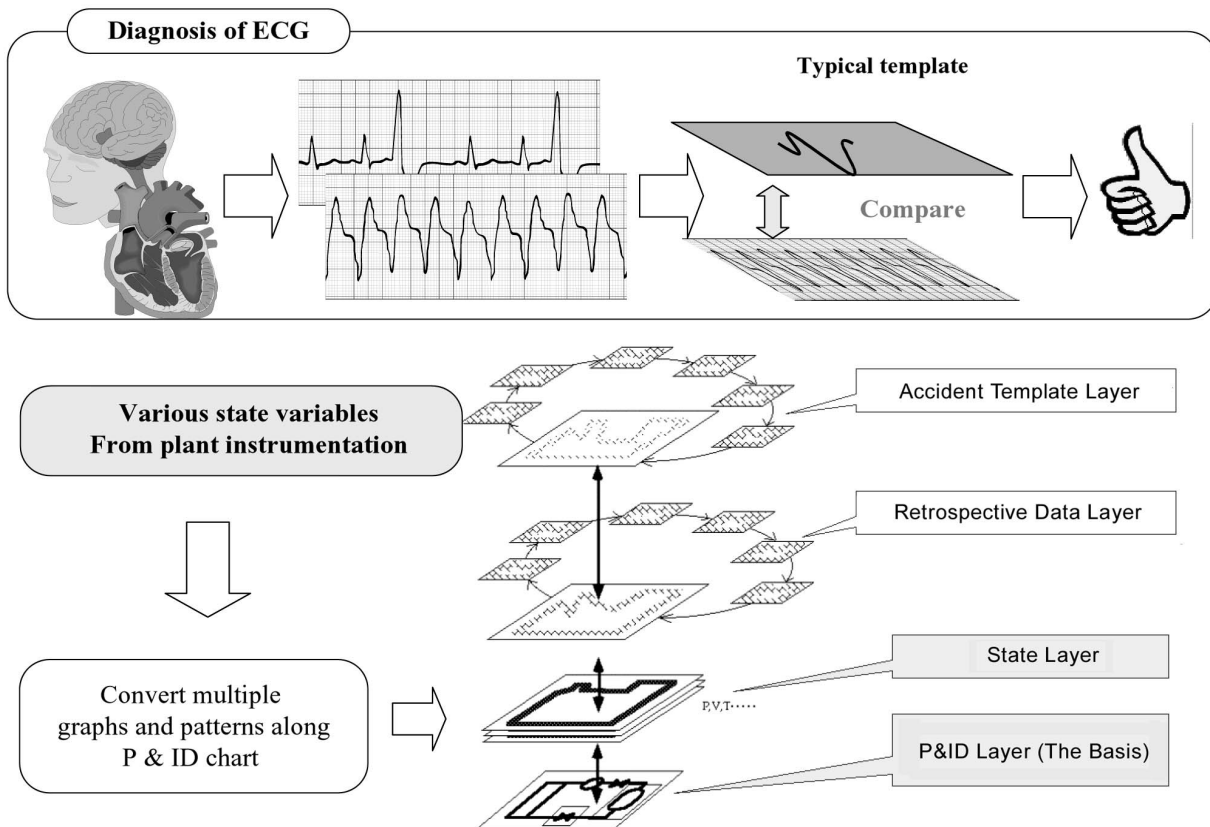 Diagnosis of ECG
Typical template
Compare
Various state variables
From plant instrumentation
Accident Template Layer
Retrospective Data Layer
State Layer
P,V,T·····
Convert multiple
graphs and patterns along
P & ID chart
P&ID Layer (The Basis)